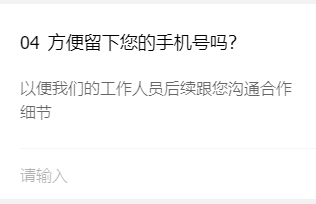 04 方便留下您的手机号吗？
以便我们的工作人员后续跟您沟通合作
细节
请输入